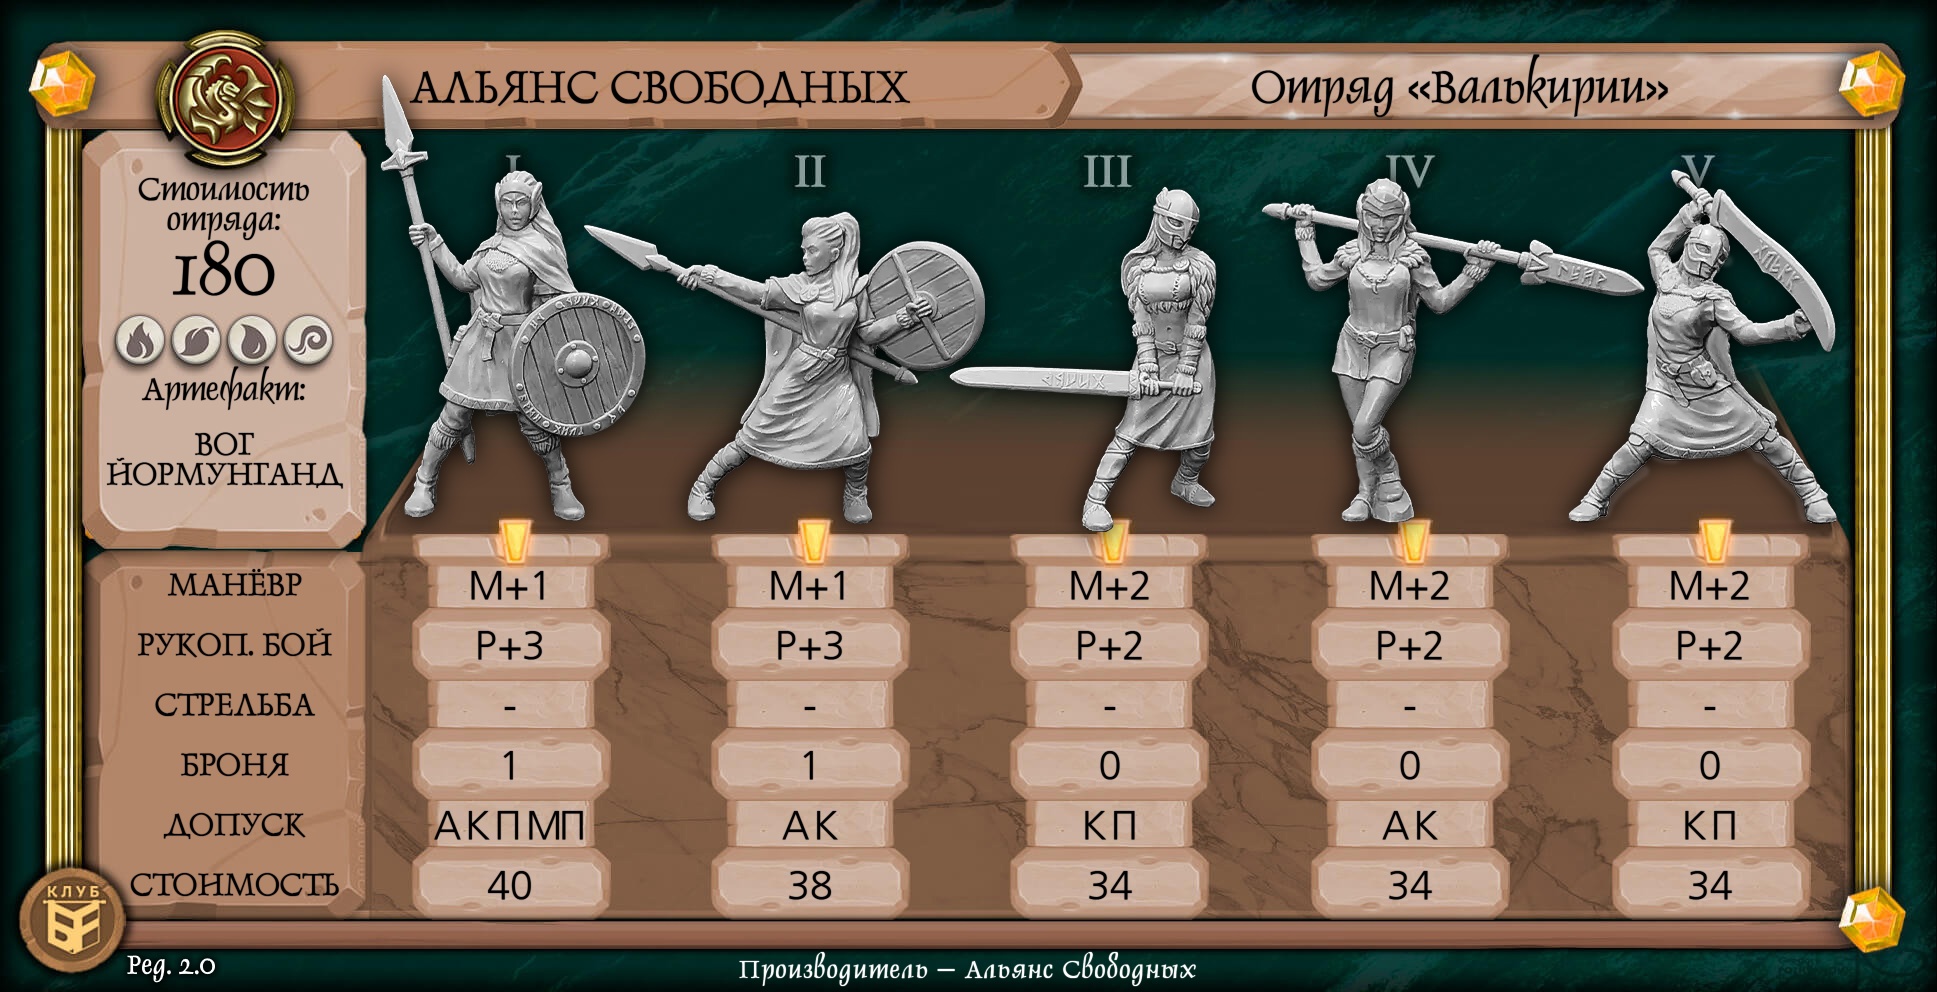 АЛЬЯНС СВОБОДНЫХ
Отряд «Валькирии»
Стоимость
отряда:
180
Артефакт:
ВОГ
ЙОРМУНГАНД
I II III IV V
МАНЁВР M+1 M+1 M+2 M+2 M+2
РУКОП. БОЙ P+3 P+3 P+2 P+2 P+2
СТРЕЛЬБА - - - - -
БРОНЯ 1 1 0 0 0
ДОПУСК АКПМП АК КП АК КП
СТОИМОСТЬ 40 38 34 34 34
КЛУБ
Ред. 2.0
Производитель – Альянс Свободных